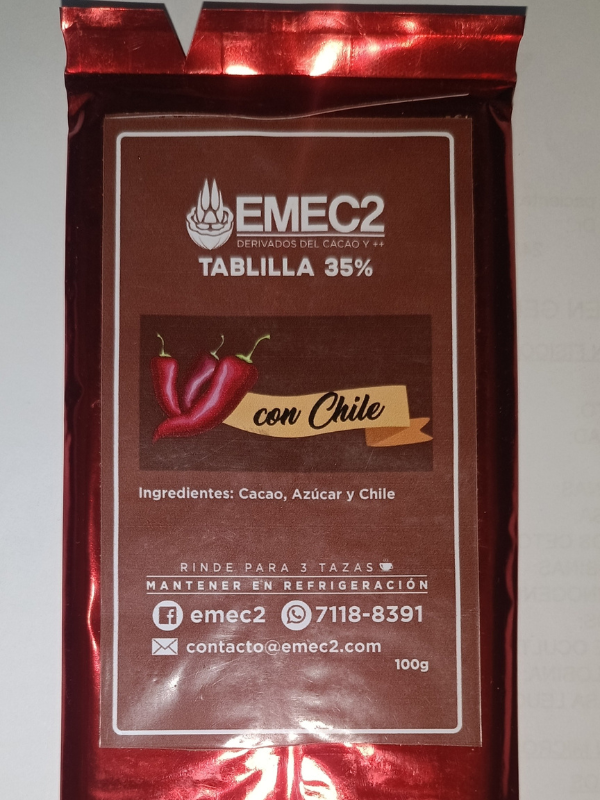 EMEC2
DERIVADOS DEL CACAO Y ++
TABLILLA 35%
con Chile
Ingredientes: Cacao, Azúcar y Chile
RINDE PARA 3 TAZAS
MANTENER EN REFRIGERACIÓN
emec2 7118-8391
contacto@emec2.com
100g